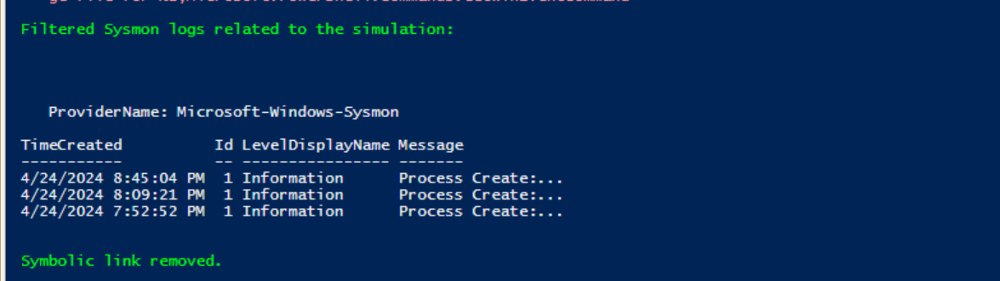 Filtered Sysmon logs related to the simulation:
ProviderName: Microsoft-Windows-Sysmon
TimeCreated Id LevelDisplayName Message
----------- -- ---------------- -------
4/24/2024 8:45:04 PM 1 Information Process Create:...
4/24/2024 8:09:21 PM 1 Information Process Create:...
4/24/2024 7:52:52 PM 1 Information Process Create:...
Symbolic link removed.